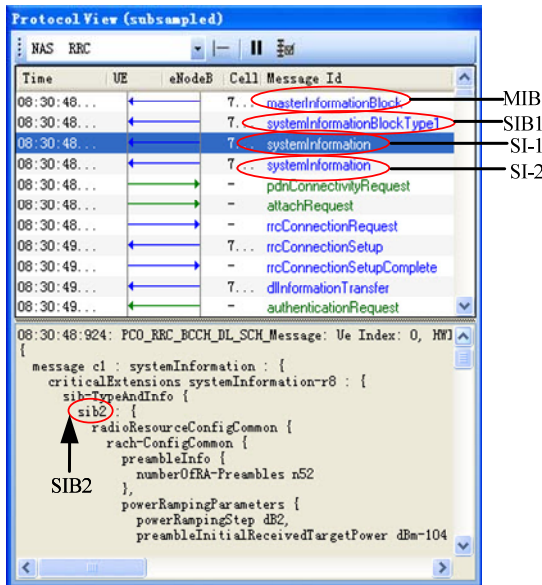 Protocol View (subsampled)
NAS RRC
Time UE eNodeB Cell Message Id
08:30:48... 7... masterInformationBlock MIB
08:30:48... 7... systemInformationBlockType1 SIB1
08:30:48... 7... systemInformation SI-1
08:30:48... 7... systemInformation SI-2
08:30:48... - pdnConnectivityRequest
08:30:48... - attachRequest
08:30:48... - rrcConnectionRequest
08:30:49... 7... rrcConnectionSetup
08:30:49... - rrcConnectionSetupComplete
08:30:49... 7... dlInformationTransfer
08:30:49... - authenticationRequest
08:30:48:924: PCO_RRC_BCCH_DL_SCH_Message: Ue Index: 0, HWI
{
message c1 : systemInformation : {
criticalExtensions systemInformation-r8 : {
sib-TypeAndInfo {
sib2 : {
radioResourceConfigCommon {
rach-ConfigCommon {
preambleInfo {
numberOfRA-Preambles n52
},
powerRampingParameters {
powerRampingStep dB2,
preambleInitialReceivedTargetPower dBm-104
SIB2